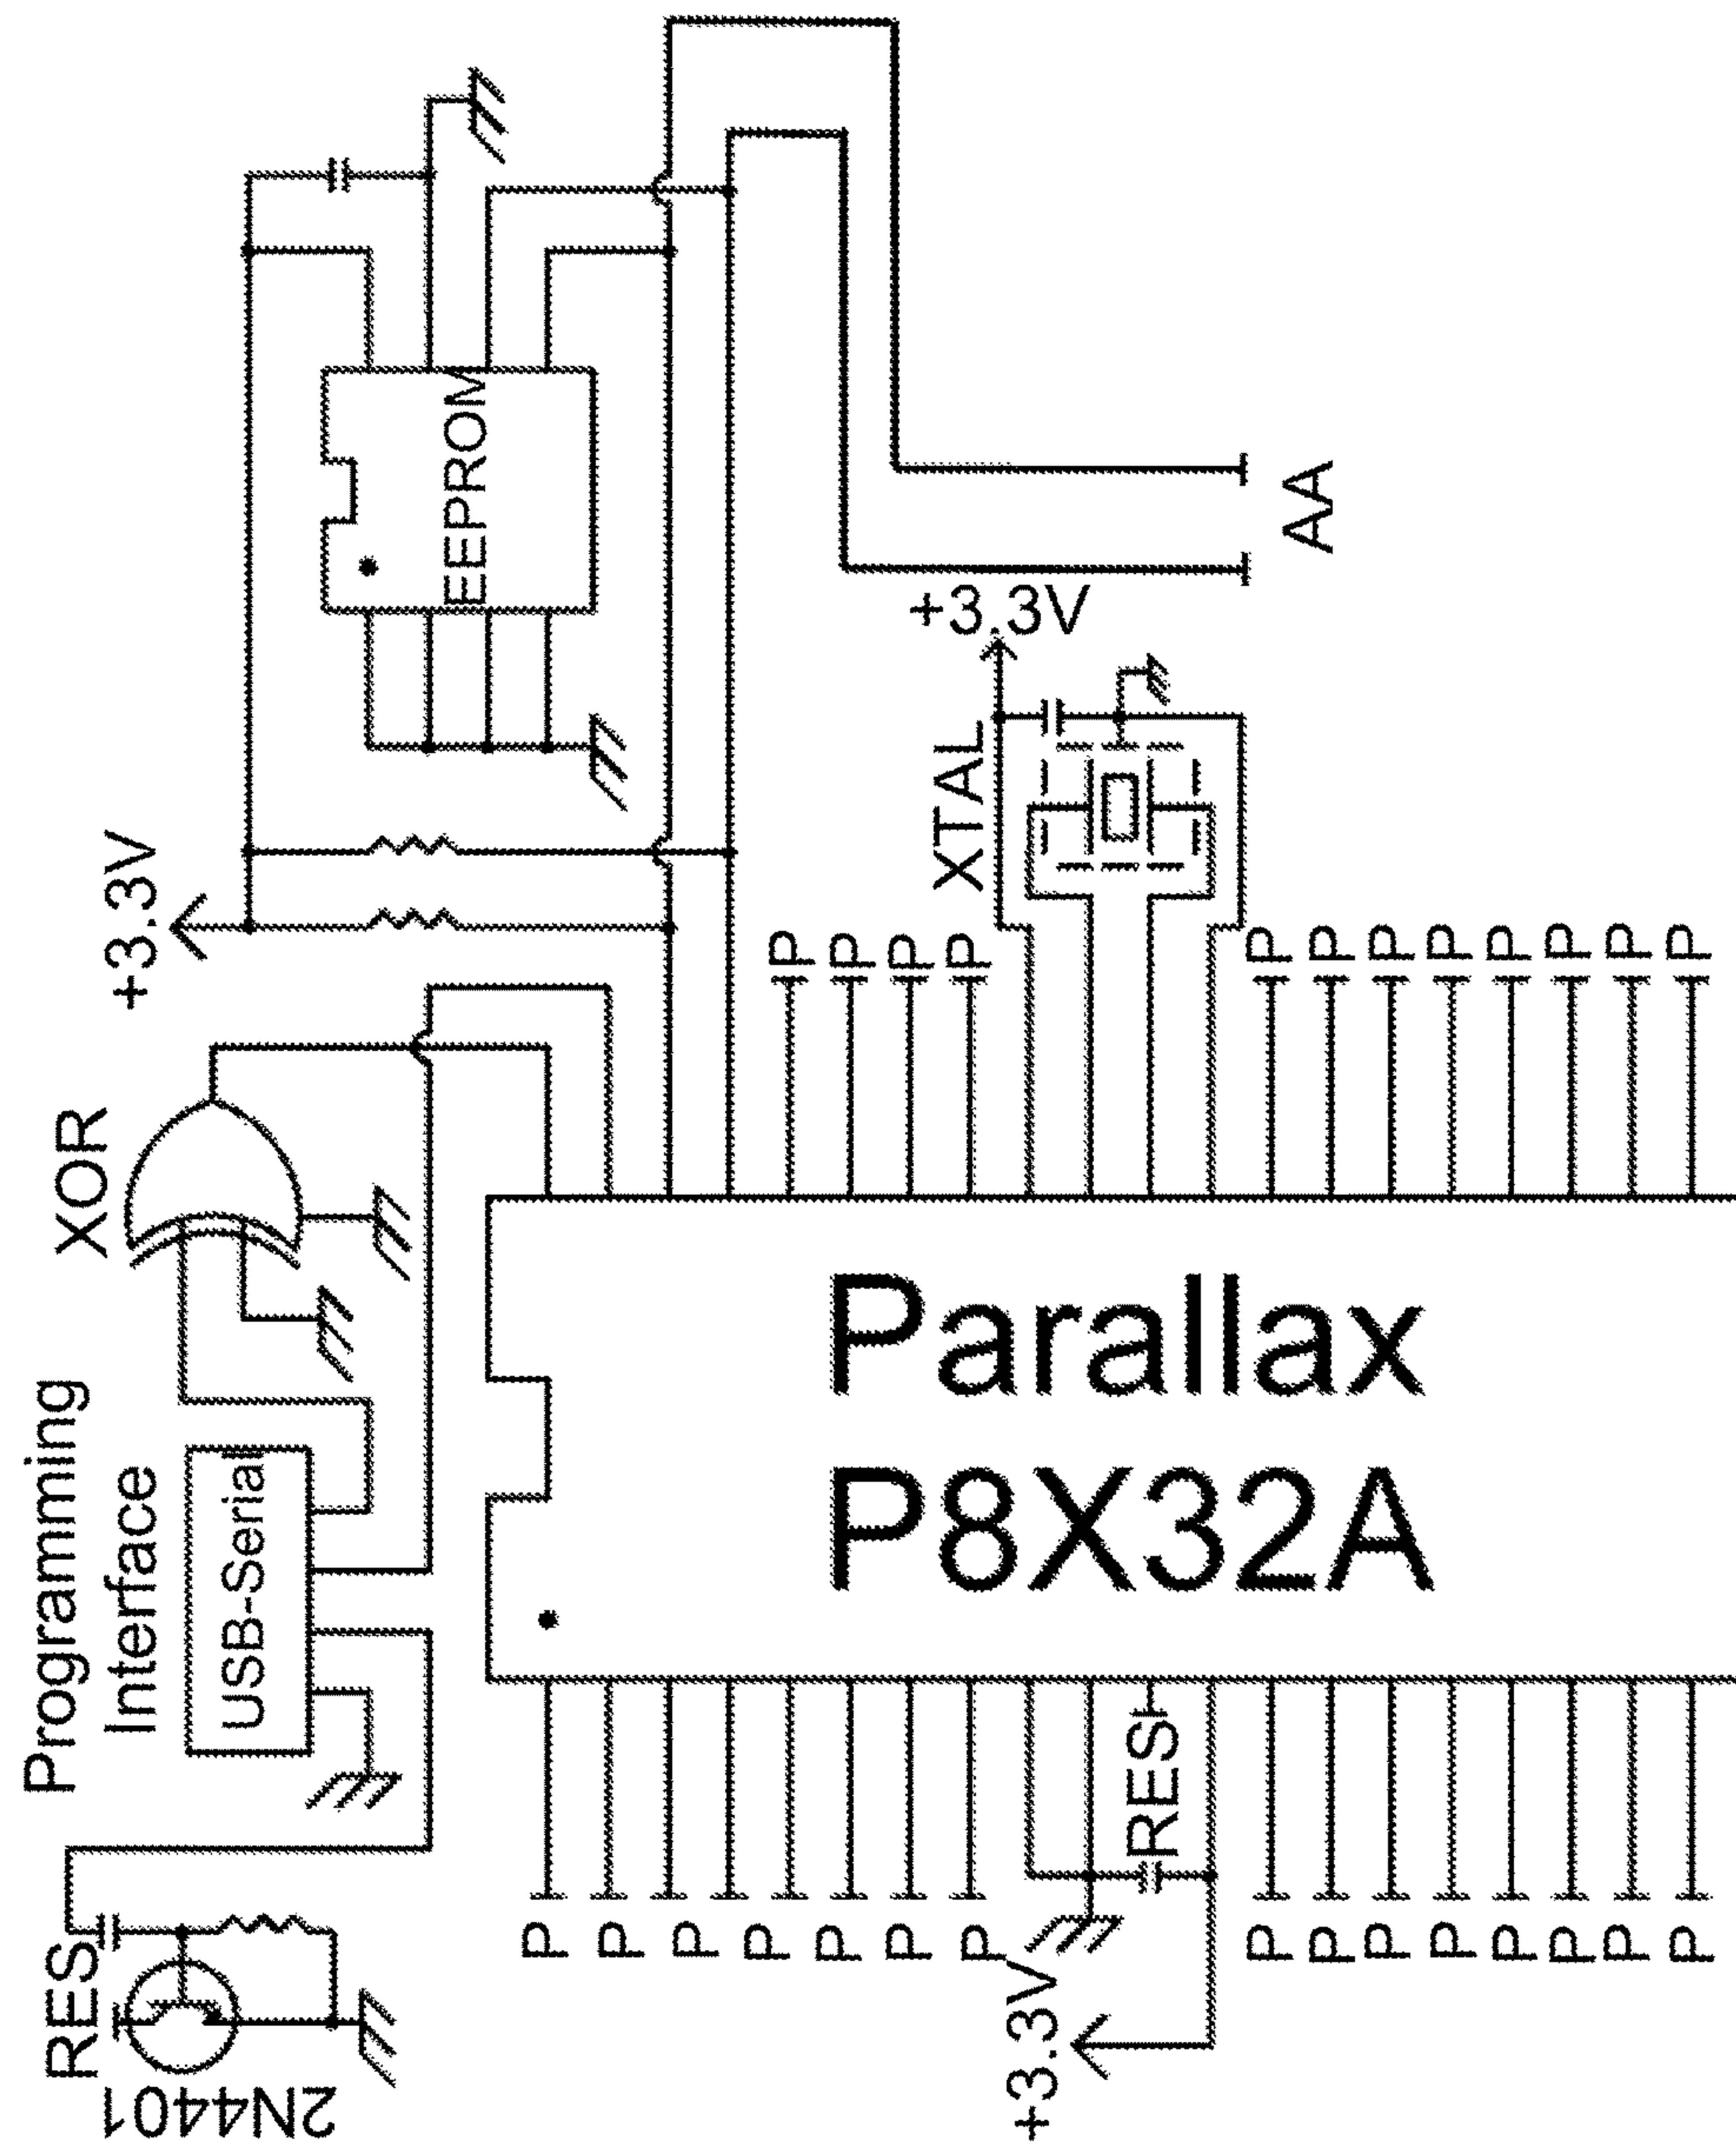 AA
+3.3V
EEPROM
XTAL
+3.3V
P P P P
P P P P P P P P
XOR
Programming
Interface
USB-Serial
Parallax
P8X32A
RES
P P P P P P P
P P P P P P P P
RES
+3.3V
2N4401